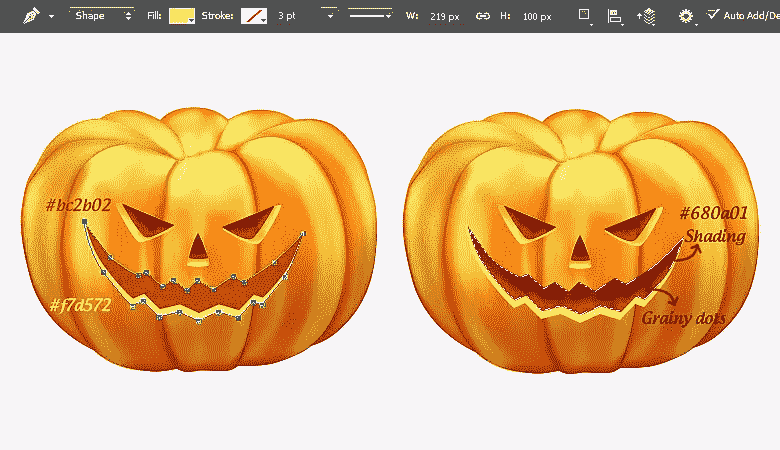 Shape Fill: Stroke: 3 pt W: 219 px H: 100 px Auto Add/De
#bc2b02
#f7d572
#680a01
Shading
Grainy dots